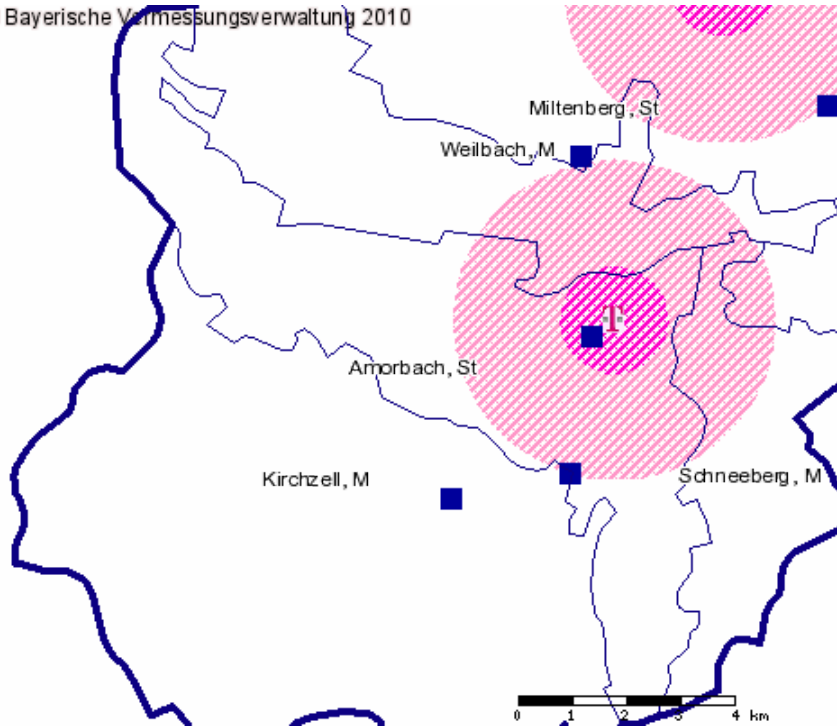 Bayerische Vermessungsverwaltung 2010
Miltenberg, St
Weilbach, M
T
Amorbach, St
Kirchzell, M
Schneeberg, M
0 1 2 3 4 km